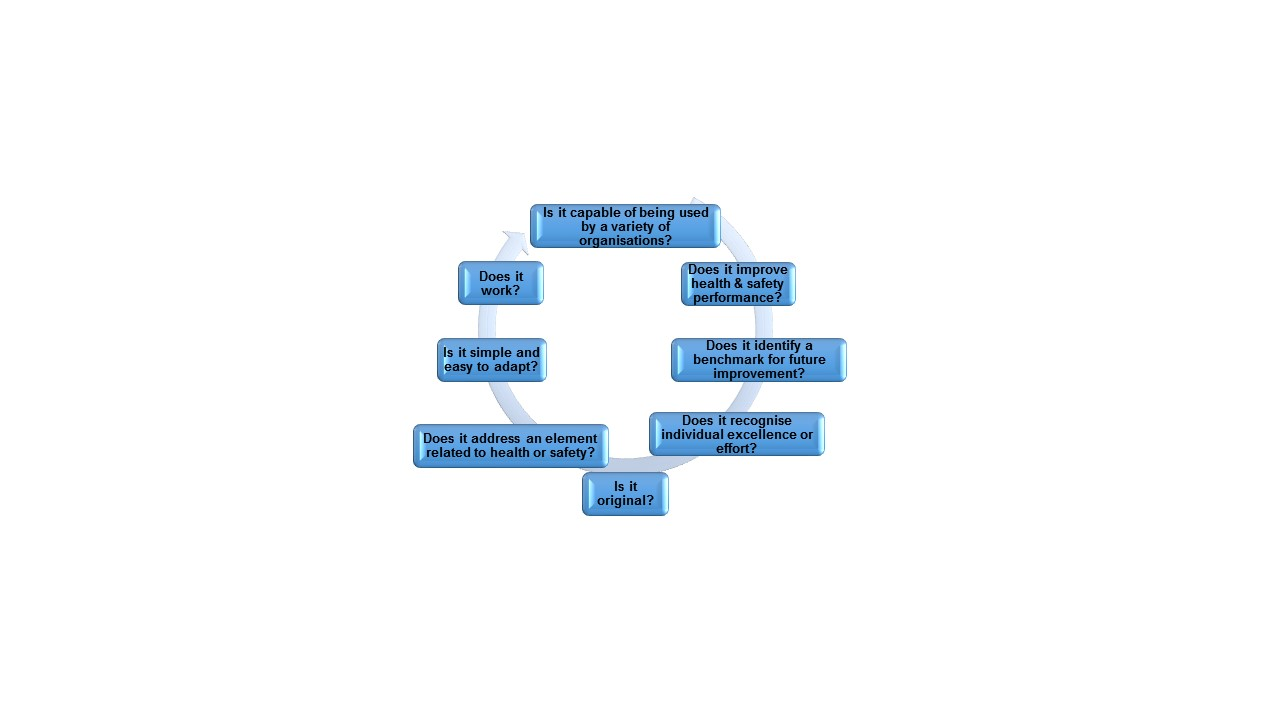 Is it capable of being used
by a variety of
organisations?
Does it improve
health & safety
performance?
Does it identify a
benchmark for future
improvement?
Does it recognise
individual excellence or
effort?
Is it
original?
Does it address an element
related to health or safety?
Is it simple and
easy to adapt?
Does it
work?